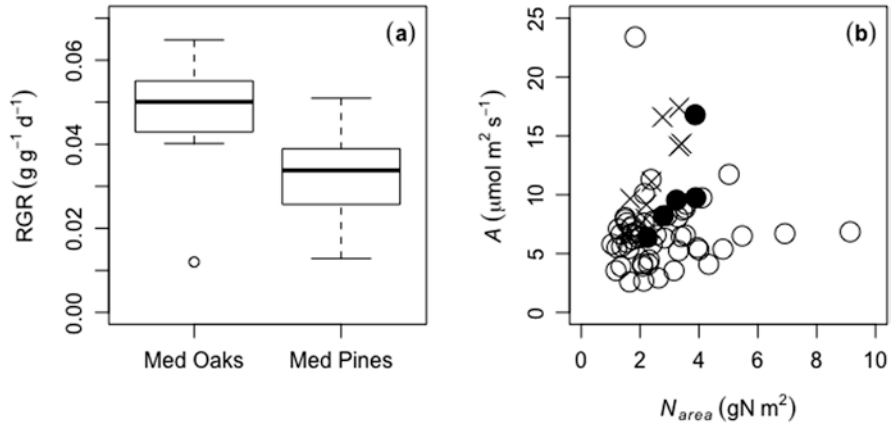 (a)
RGR (g g⁻¹ d⁻¹)
0.06
0.04
0.02
0.00
Med Oaks Med Pines
(b)
A (μmol m² s⁻¹)
25
20
15
10
5
0
0 2 4 6 8 10
Narea (gN m²)